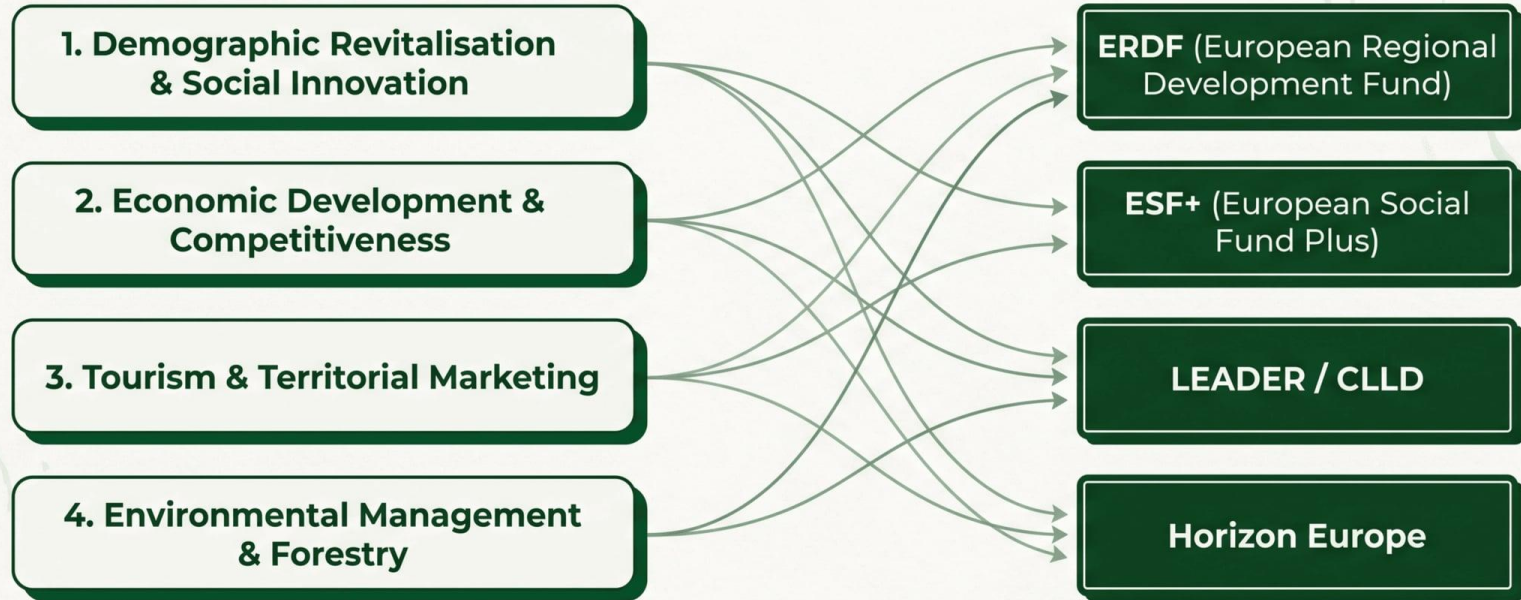 1. Demographic Revitalisation
& Social Innovation
2. Economic Development &
Competitiveness
3. Tourism & Territorial Marketing
4. Environmental Management
& Forestry
ERDF (European Regional
Development Fund)
ESF+ (European Social
Fund Plus)
LEADER / CLLD
Horizon Europe